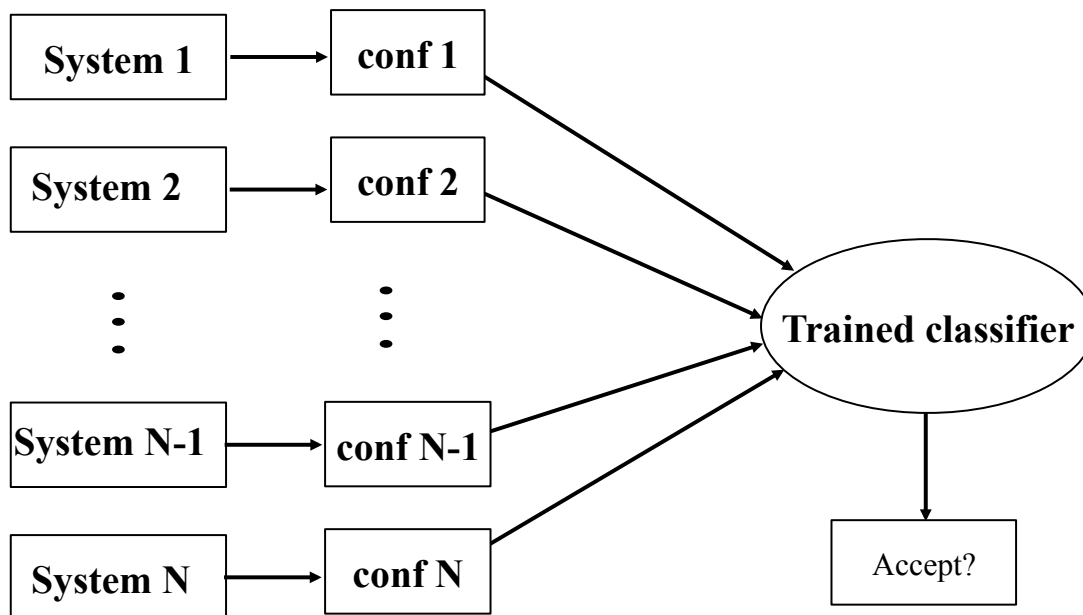 System 1
conf 1
System 2
conf 2
Trained classifier
System N-1
conf N-1
System N
conf N
Accept?